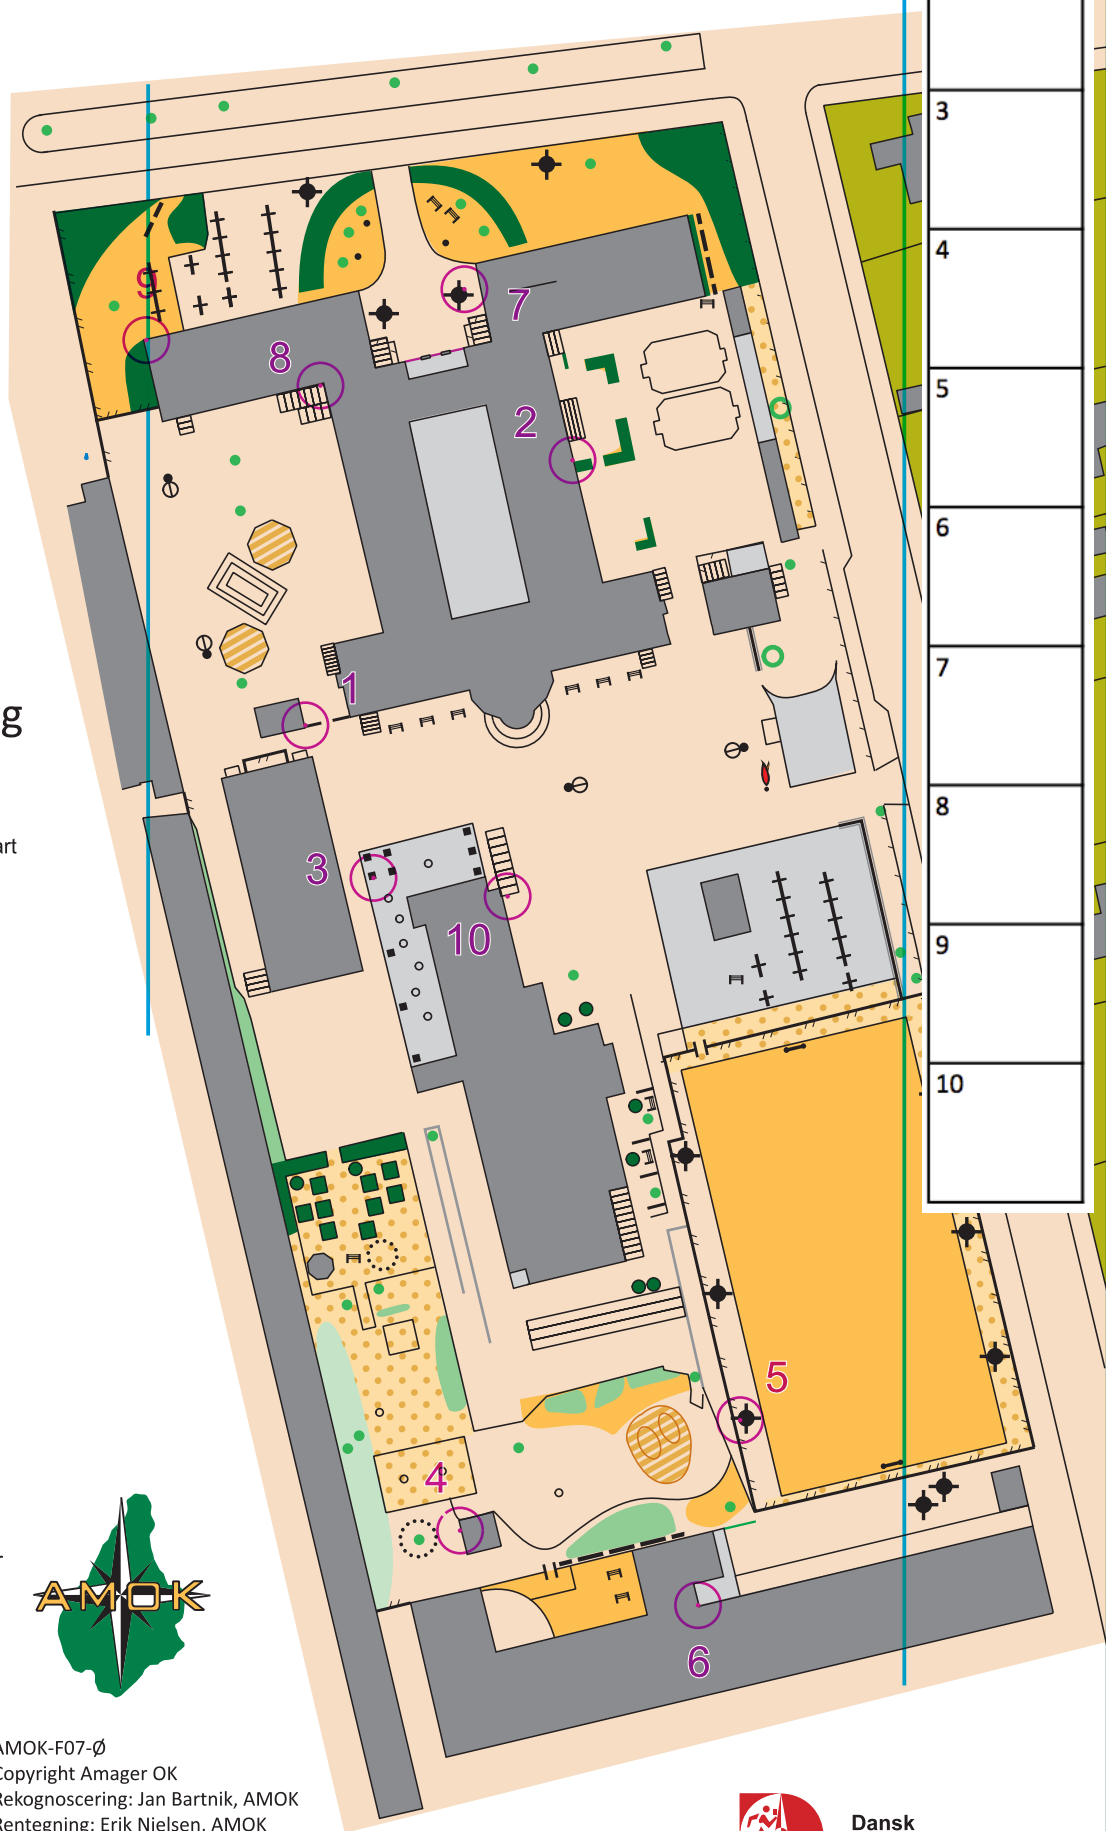 3
4
5
6
7
8
9
10
9
8
7
2
1
3
10
5
4
6
g
art
AMOK
AMOK-F07-Ø
Copyright Amager OK
Rekognoscering: Jan Bartnik, AMOK
Rentegning: Erik Nielsen, AMOK
Dansk